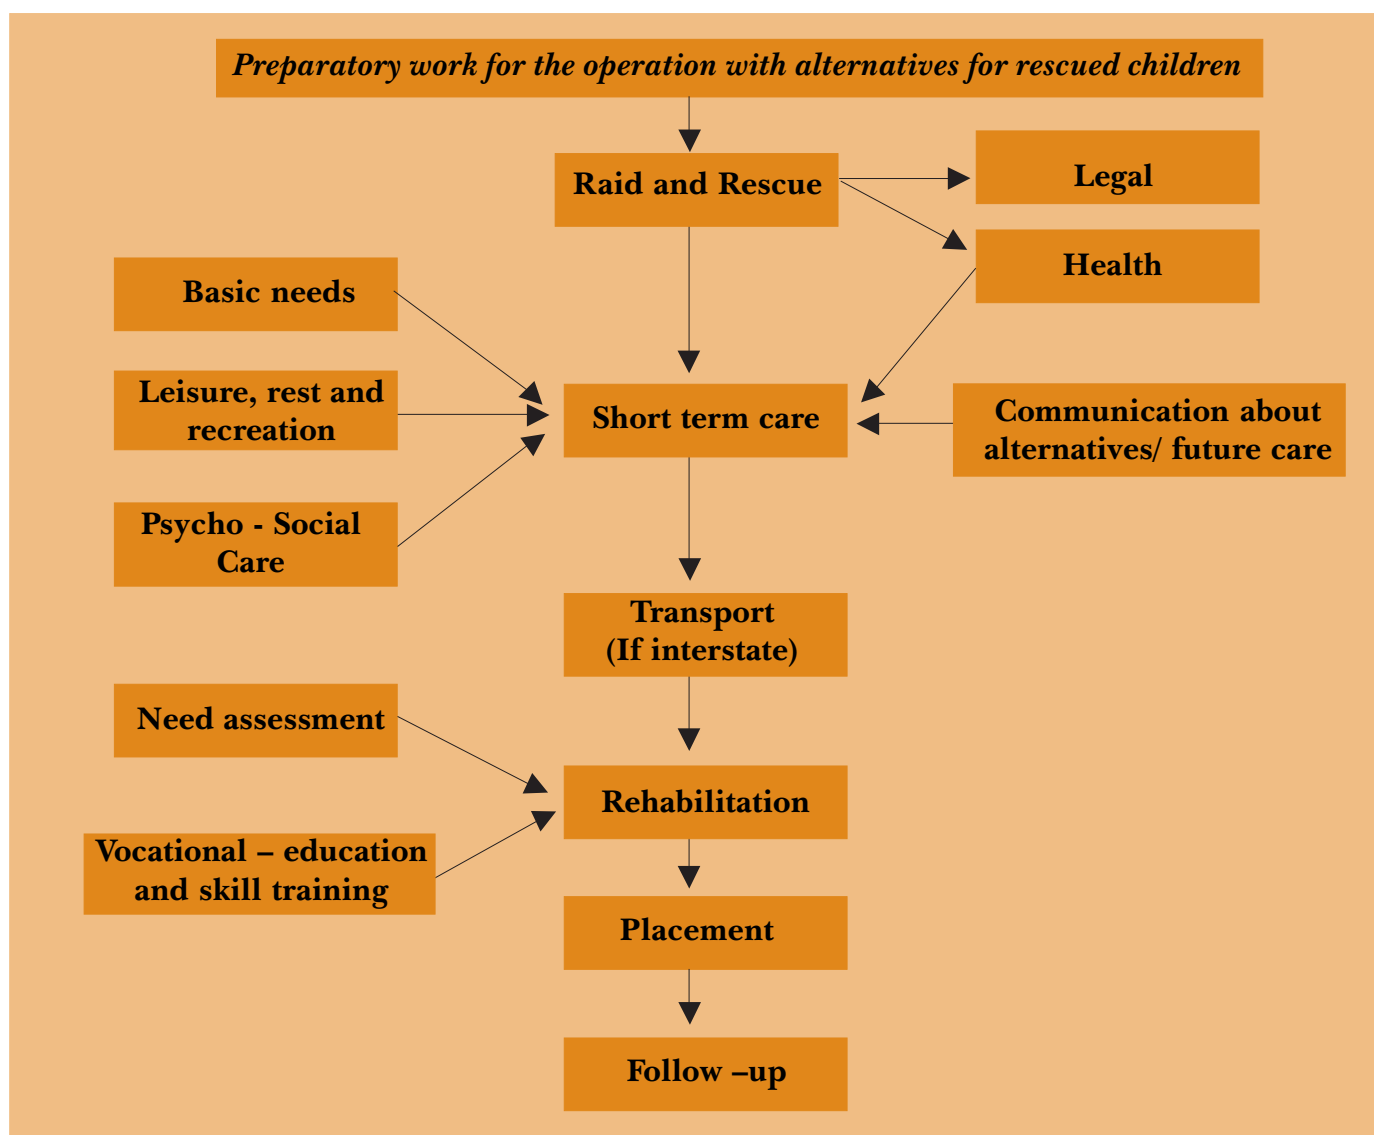 Preparatory work for the operation with alternatives for rescued children
Raid and Rescue
Legal
Health
Basic needs
Leisure, rest and
recreation
Short term care
Communication about
alternatives/ future care
Psycho - Social
Care
Transport
(If interstate)
Need assessment
Rehabilitation
Vocational – education
and skill training
Placement
Follow –up